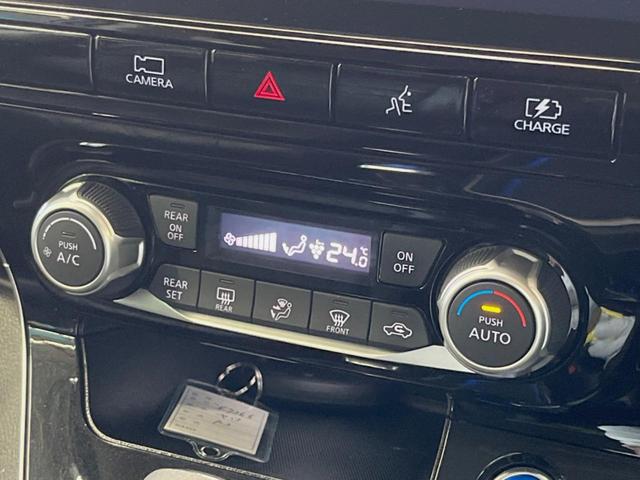 CAMERA
CHARGE
PUSH
A/C
REAR
ON
OFF
24.0
°C
ON
OFF
REAR
SET
REAR
FRONT
PUSH
AUTO